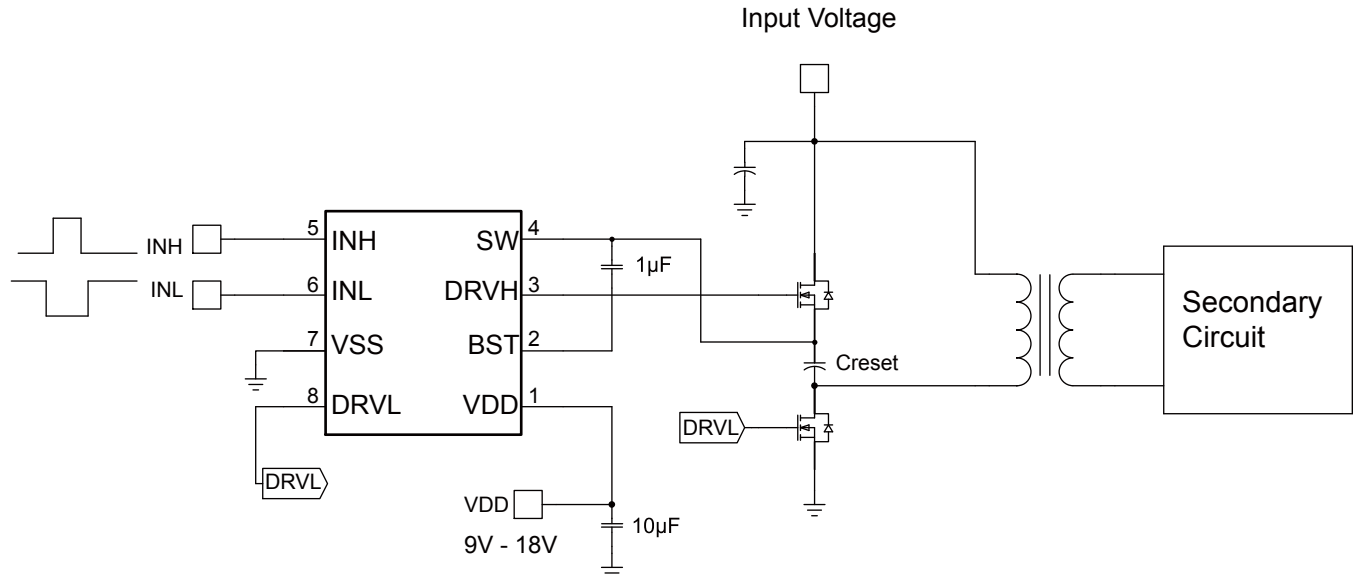 Input Voltage
INH
INL
5
INH
6
INL
7
VSS
8
DRVL
SW
4
DRVH
3
BST
2
VDD
1
1µF
Creset
DRVL
DRVL
VDD
9V - 18V
10µF
Secondary
Circuit